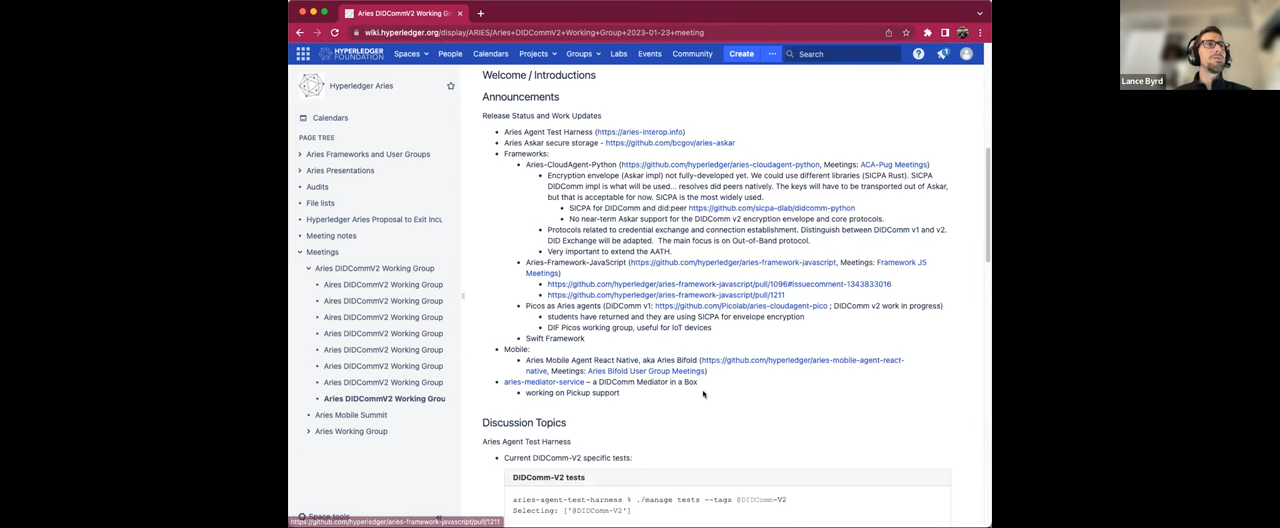 Aries DIDCommV2 Working Gr
wiki.hyperledger.org/display/ARIES/Aries+DIDCommV2+Working+Group+2023-01-23+meeting
HYPERLEDGER
FOUNDATION
Spaces People Calendars Projects Groups Labs Events Community Create Search
Lance Byrd
Hyperledger Aries
Calendars
PAGE TREE
Aries Frameworks and User Groups
Aries Presentations
Audits
File lists
Hyperledger Aries Proposal to Exit Incu
Meeting notes
Meetings
Aries DIDCommV2 Working Group
Aires DIDCommV2 Working Group
Aires DIDCommV2 Working Group
Aries DIDCommV2 Working Group
Aries DIDCommV2 Working Group
Aries DIDCommV2 Working Group
Aries DIDCommV2 Working Group
Aries DIDCommV2 Working Group
Aries DIDCommV2 Working Grou
Aries Mobile Summit
Aries Working Group
Space tools
https://github.com/hyperledger/aries-framework-javascript/pull/1211
Welcome / Introductions
Announcements
Release Status and Work Updates
Aries Agent Test Harness (https://aries-interop.info)
Aries Askar secure storage - https://github.com/bcgov/aries-askar
Frameworks:
Aries-CloudAgent-Python (https://github.com/hyperledger/aries-cloudagent-python, Meetings: ACA-Pug Meetings)
Encryption envelope (Askar impl) not fully-developed yet. We could use different libraries (SICPA Rust). SICPA
DIDComm impl is what will be used... resolves did peers natively. The keys will have to be transported out of Askar,
but that is acceptable for now. SICPA is the most widely used.
SICPA for DIDComm and did:peer https://github.com/sicpa-dlab/didcomm-python
No near-term Askar support for the DIDComm v2 encryption envelope and core protocols.
Protocols related to credential exchange and connection establishment. Distinguish between DIDComm v1 and v2.
DID Exchange will be adapted. The main focus is on Out-of-Band protocol.
Very important to extend the AATH.
Aries-Framework-JavaScript (https://github.com/hyperledger/aries-framework-javascript, Meetings: Framework JS
Meetings)
https://github.com/hyperledger/aries-framework-javascript/pull/1096#issuecomment-1343833016
https://github.com/hyperledger/aries-framework-javascript/pull/1211
Picos as Aries agents (DIDComm v1: https://github.com/Picolab/aries-cloudagent-pico ; DIDComm v2 work in progress)
students have returned and they are using SICPA for envelope encryption
DIF Picos working group, useful for IoT devices
Swift Framework
Mobile:
Aries Mobile Agent React Native, aka Aries Bifold (https://github.com/hyperledger/aries-mobile-agent-react-
native, Meetings: Aries Bifold User Group Meetings)
aries-mediator-service – a DIDComm Mediator in a Box
working on Pickup support
Discussion Topics
Aries Agent Test Harness
Current DIDComm-V2 specific tests:
DIDComm-V2 tests
aries-agent-test-harness % ./manage tests --tags @DIDComm-V2
Selecting: ['@DIDComm-V2']